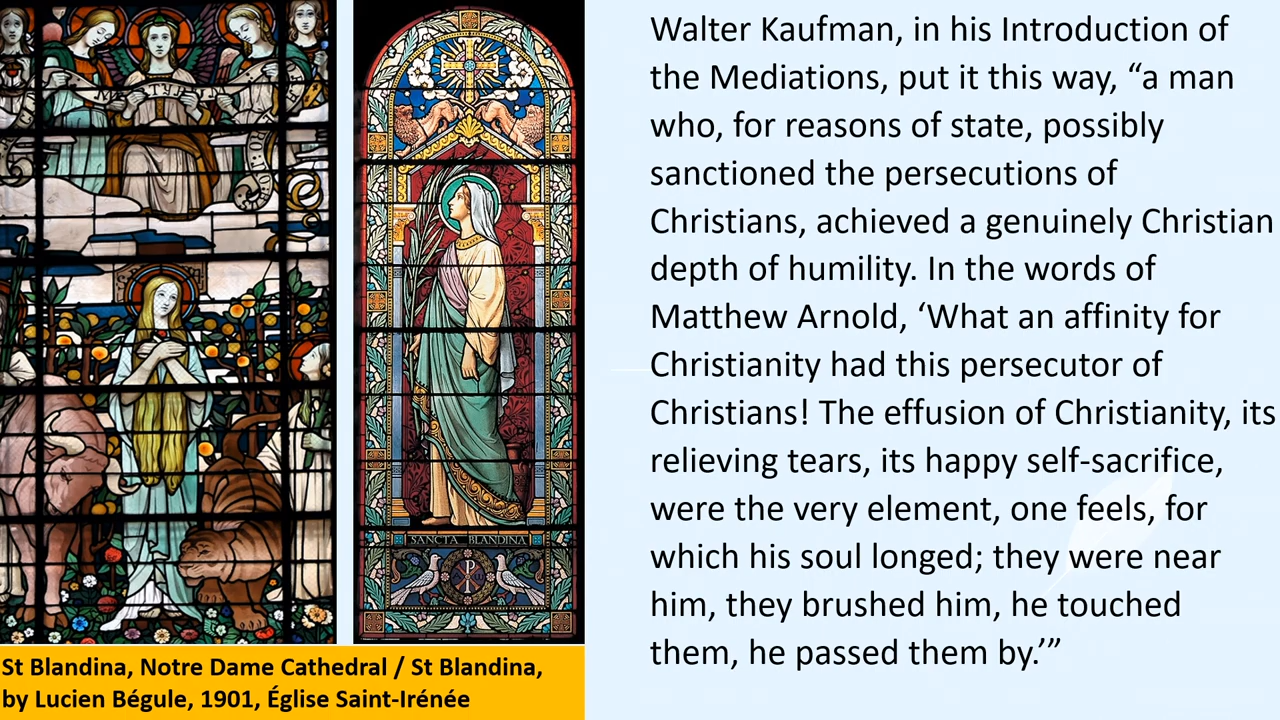 Walter Kaufman, in his Introduction of
the Mediations, put it this way, “a man
who, for reasons of state, possibly
sanctioned the persecutions of
Christians, achieved a genuinely Christian
depth of humility. In the words of
Matthew Arnold, ‘What an affinity for
Christianity had this persecutor of
Christians! The effusion of Christianity, its
relieving tears, its happy self-sacrifice,
were the very element, one feels, for
which his soul longed; they were near
him, they brushed him, he touched
them, he passed them by.’”
SANCTA BLANDINA
St Blandina, Notre Dame Cathedral / St Blandina,
by Lucien Bégule, 1901, Église Saint-Irénée